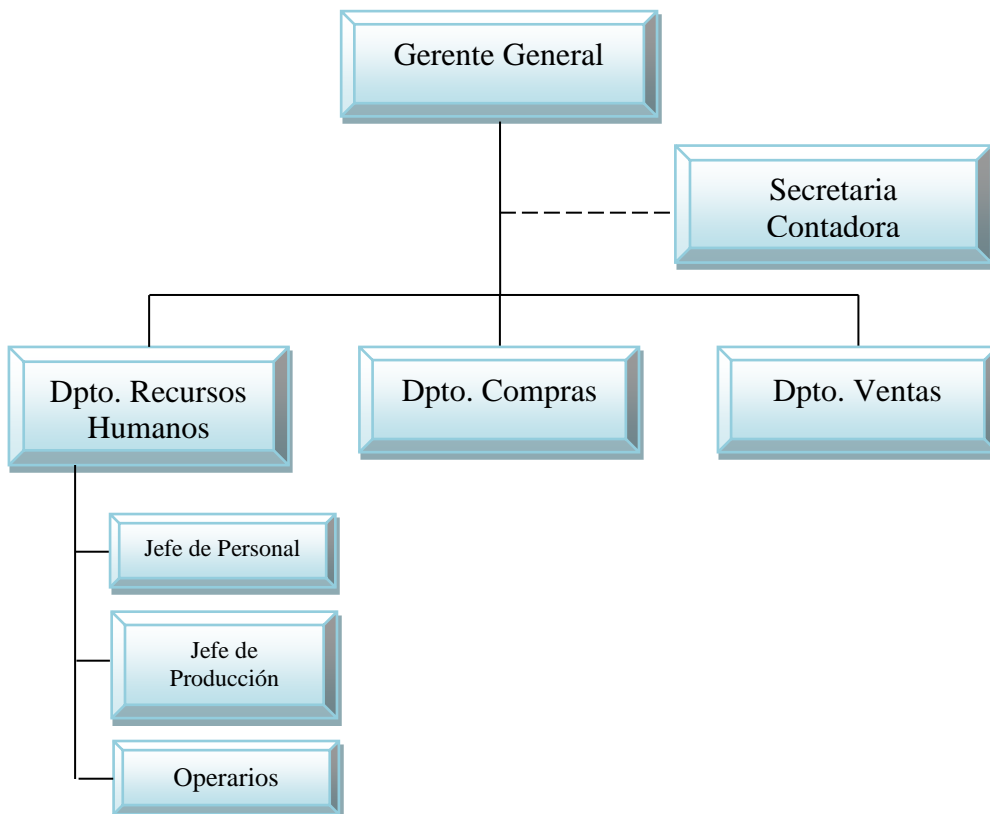 Gerente General
Secretaria
Contadora
Dpto. Recursos
Humanos
Dpto. Compras
Dpto. Ventas
Jefe de Personal
Jefe de
Producción
Operarios